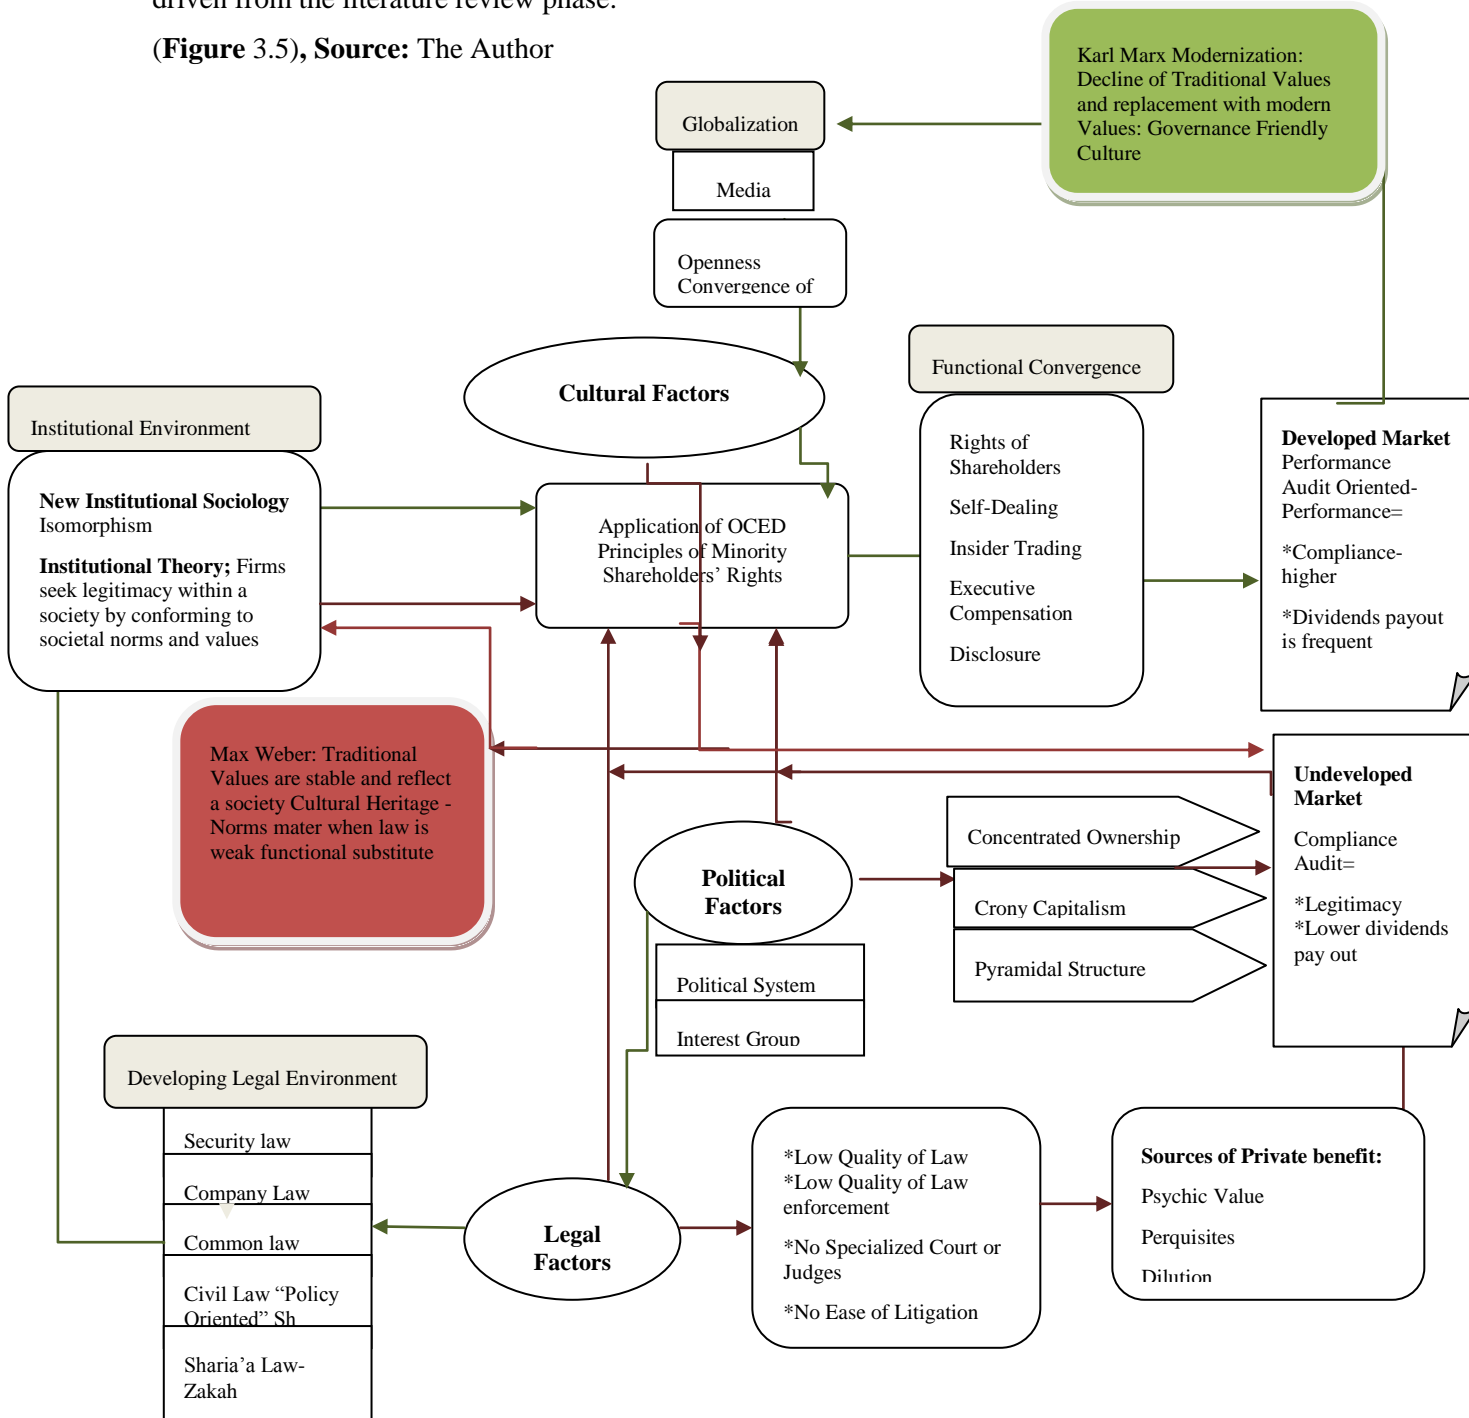 driven from the literature review phase.
(Figure 3.5), Source: The Author
Karl Marx Modernization:
Decline of Traditional Values
and replacement with modern
Values: Governance Friendly
Culture
Globalization
Media
Openness
Convergence of
Cultural Factors
Functional Convergence
Institutional Environment
New Institutional Sociology
Isomorphism
Institutional Theory; Firms
seek legitimacy within a
society by conforming to
societal norms and values
Application of OCED
Principles of Minority
Shareholders' Rights
Rights of
Shareholders
Self-Dealing
Insider Trading
Executive
Compensation
Disclosure
Developed Market
Performance
Audit Oriented-
Performance=
*Compliance-
higher
*Dividends payout
is frequent
Max Weber: Traditional
Values are stable and reflect
a society Cultural Heritage -
Norms mater when law is
weak functional substitute
Undeveloped
Market
Compliance
Audit=
*Legitimacy
*Lower dividends
pay out
Concentrated Ownership
Crony Capitalism
Pyramidal Structure
Political
Factors
Political System
Interest Group
Developing Legal Environment
Security law
Company Law
Common law
Civil Law “Policy
Oriented” Sh
Sharia’a Law-
Zakah
Legal
Factors
*Low Quality of Law
*Low Quality of Law
enforcement
*No Specialized Court or
Judges
*No Ease of Litigation
Sources of Private benefit:
Psychic Value
Perquisites
Dilution